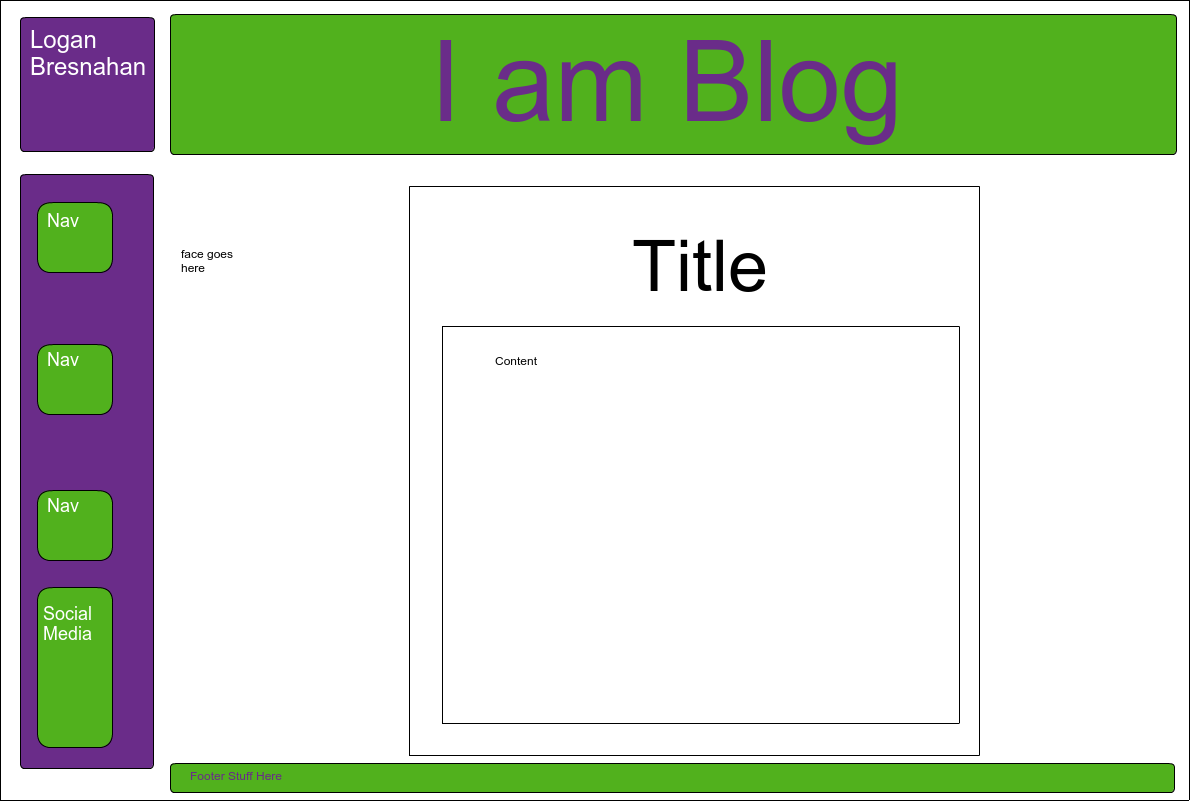 Logan
Bresnahan
I am Blog
Nav
Nav
Nav
Social
Media
face goes
here
Title
Content
Footer Stuff Here